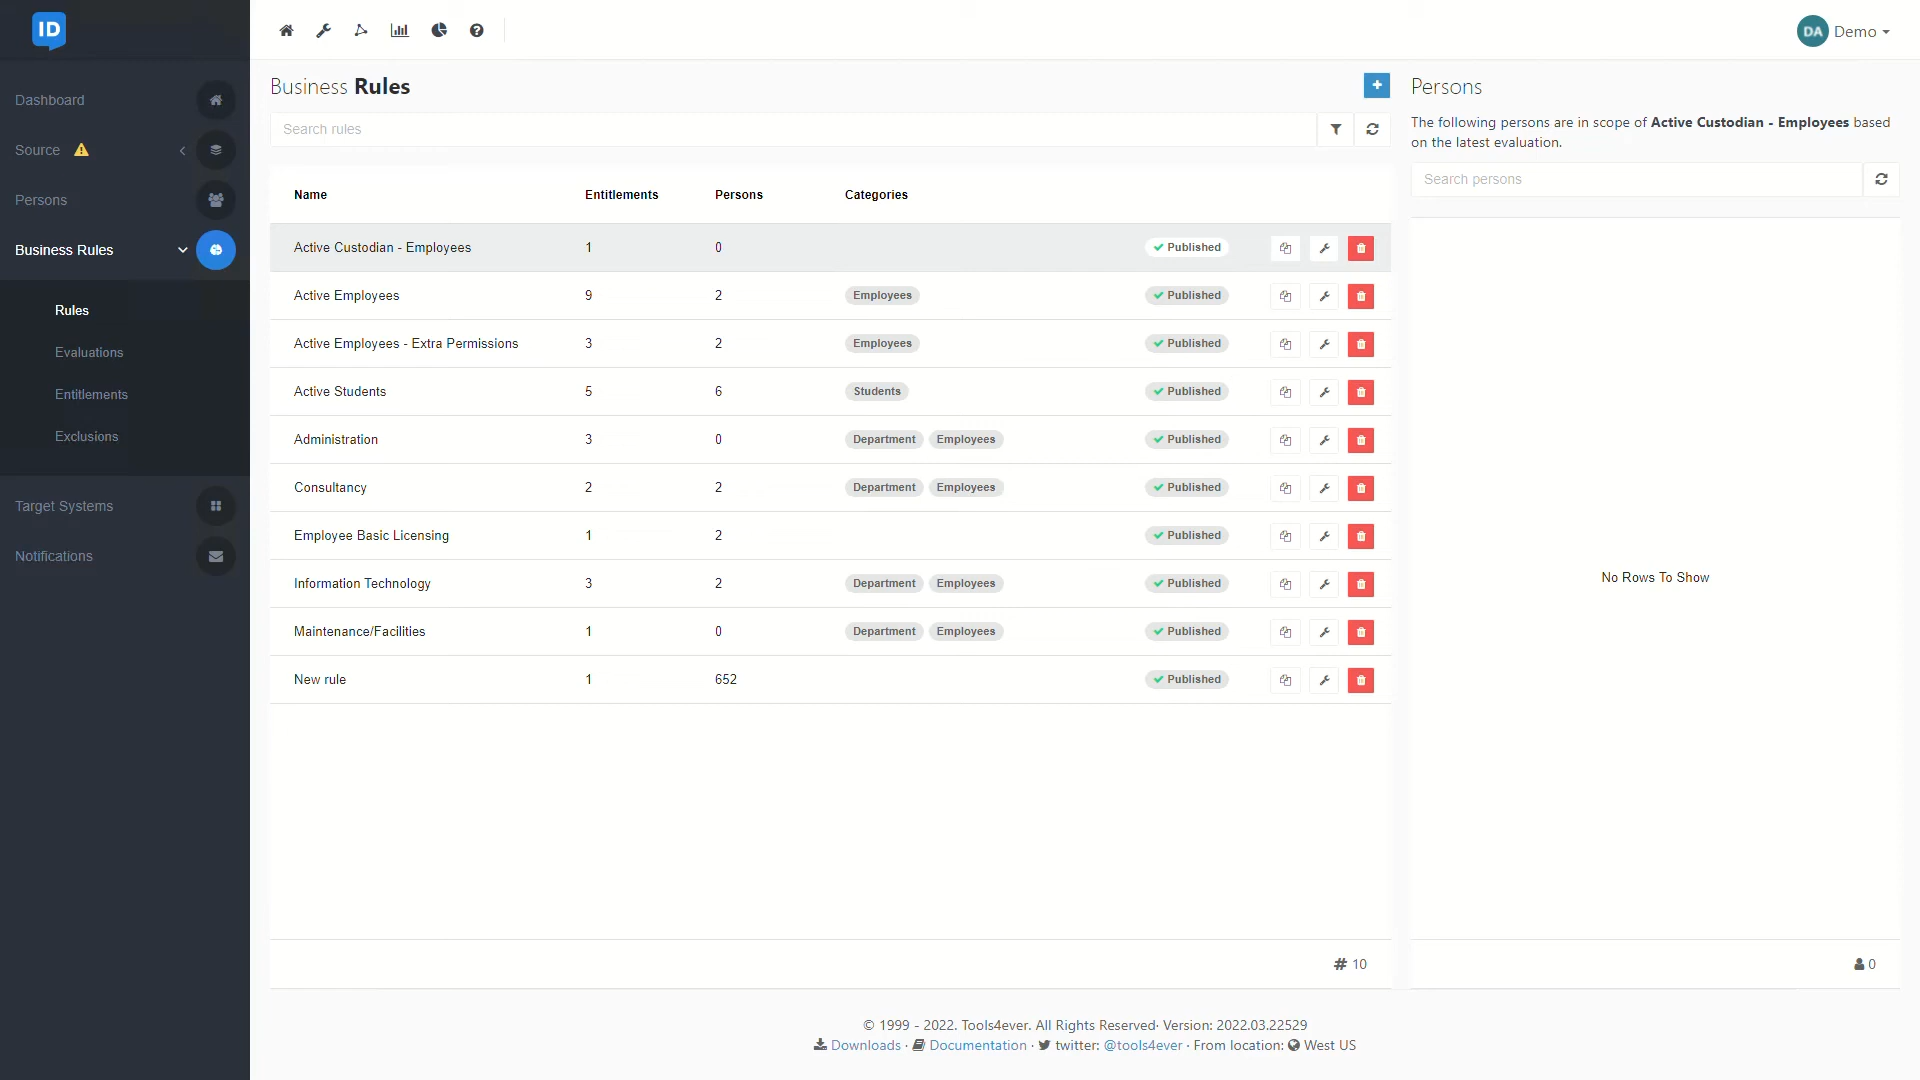 ID
DA Demo
Dashboard
Source
Persons
Business Rules
Rules
Evaluations
Entitlements
Exclusions
Target Systems
Notifications
Business Rules
Search rules
Name Entitlements Persons Categories
Active Custodian - Employees 1 0 Published
Active Employees 9 2 Employees Published
Active Employees - Extra Permissions 3 2 Employees Published
Active Students 5 6 Students Published
Administration 3 0 Department Employees Published
Consultancy 2 2 Department Employees Published
Employee Basic Licensing 1 2 Published
Information Technology 3 2 Department Employees Published
Maintenance/Facilities 1 0 Department Employees Published
New rule 1 652 Published
# 10
Persons
The following persons are in scope of Active Custodian - Employees based
on the latest evaluation.
Search persons
No Rows To Show
0
© 1999 - 2022. Tools4ever. All Rights Reserved· Version: 2022.03.22529
Downloads · Documentation · twitter: @tools4ever · From location: West US